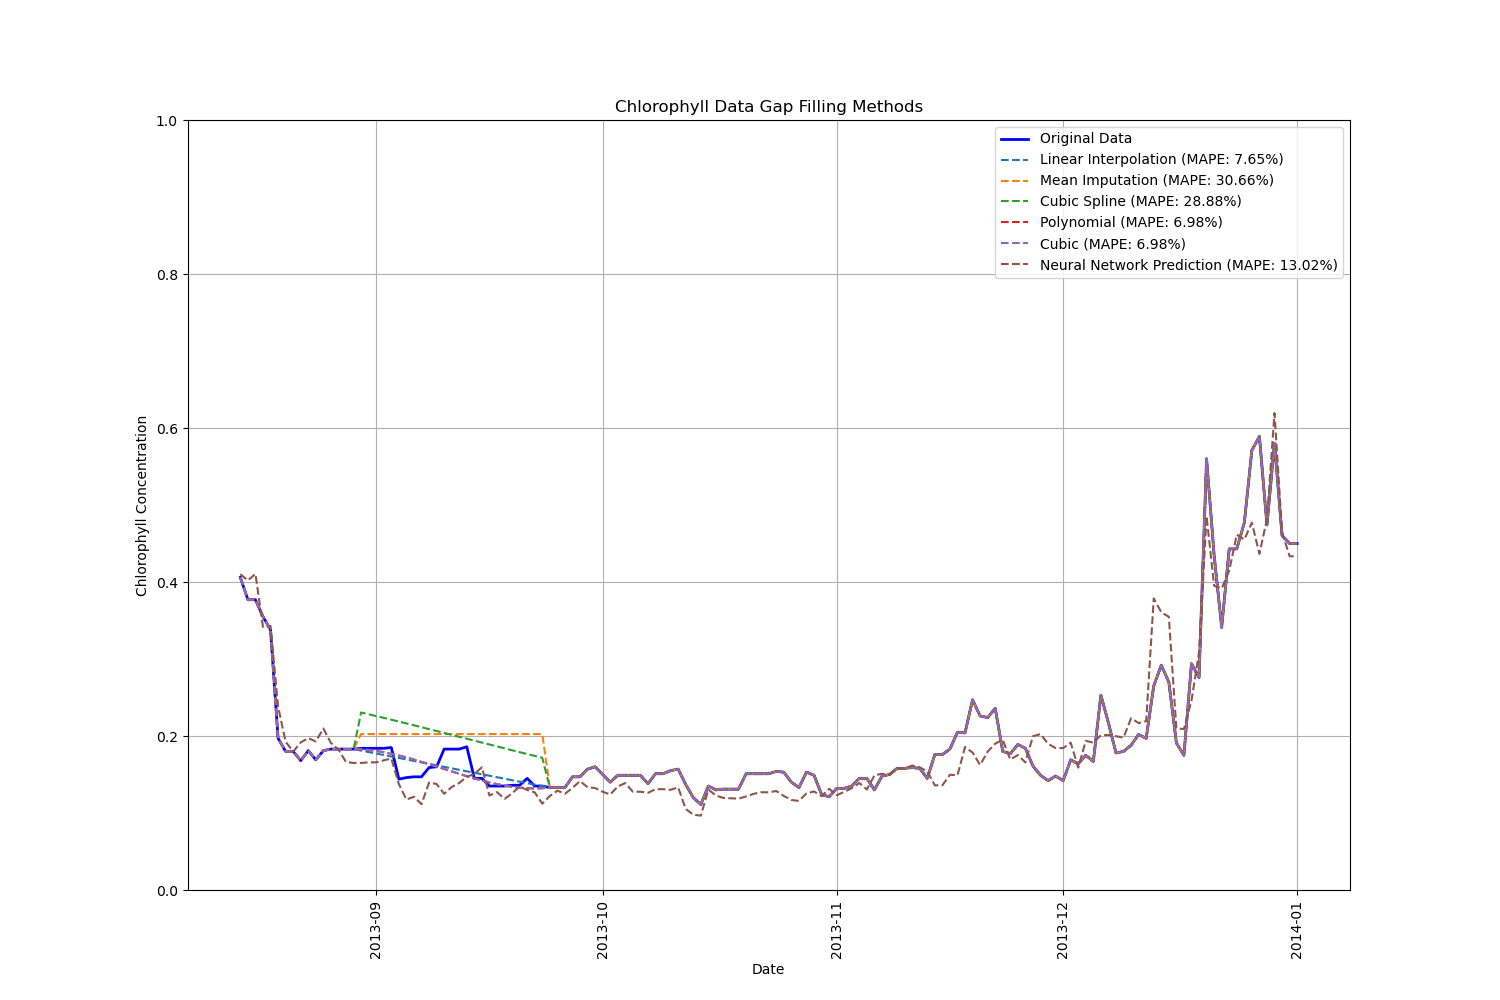 Chlorophyll Data Gap Filling Methods
1.0
0.8
0.6
0.4
0.2
0.0
Chlorophyll Concentration
Original Data
Linear Interpolation (MAPE: 7.65%)
Mean Imputation (MAPE: 30.66%)
Cubic Spline (MAPE: 28.88%)
Polynomial (MAPE: 6.98%)
Cubic (MAPE: 6.98%)
Neural Network Prediction (MAPE: 13.02%)
2013-09
2013-10
2013-11
2013-12
2014-01
Date